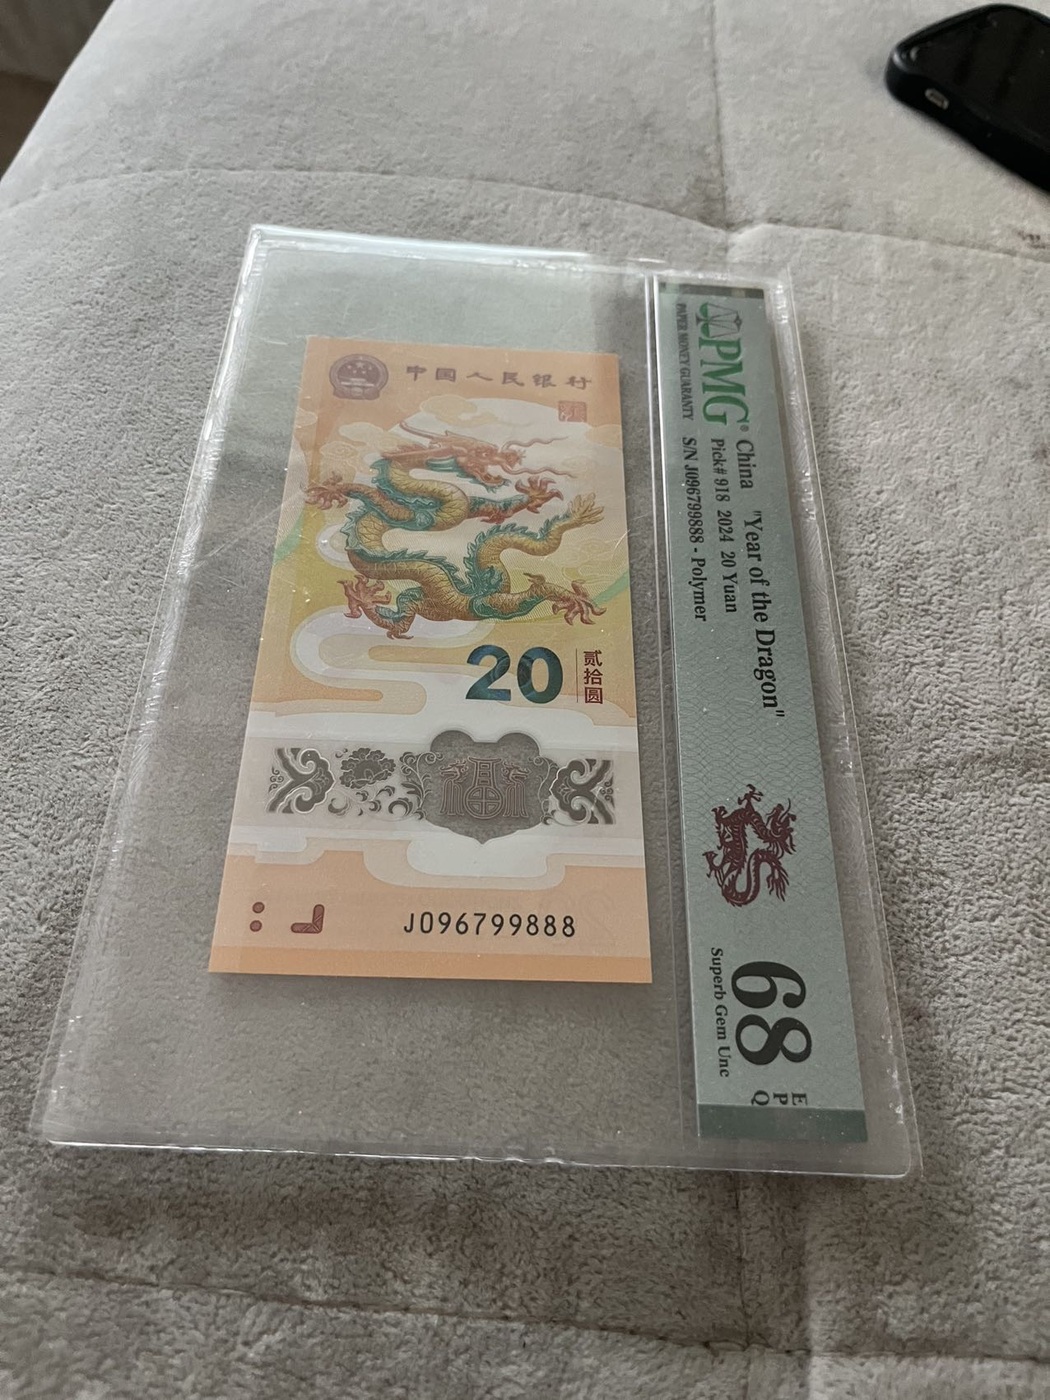 中国人民银行
20
贰拾圆
福
J096799888
PMG®
PAPER MONEY GUARANTY
China "Year of the Dragon"
Pick# 918 2024 20 Yuan
S/N J096799888 - Polymer
68
Superb Gem Unc
EPQ